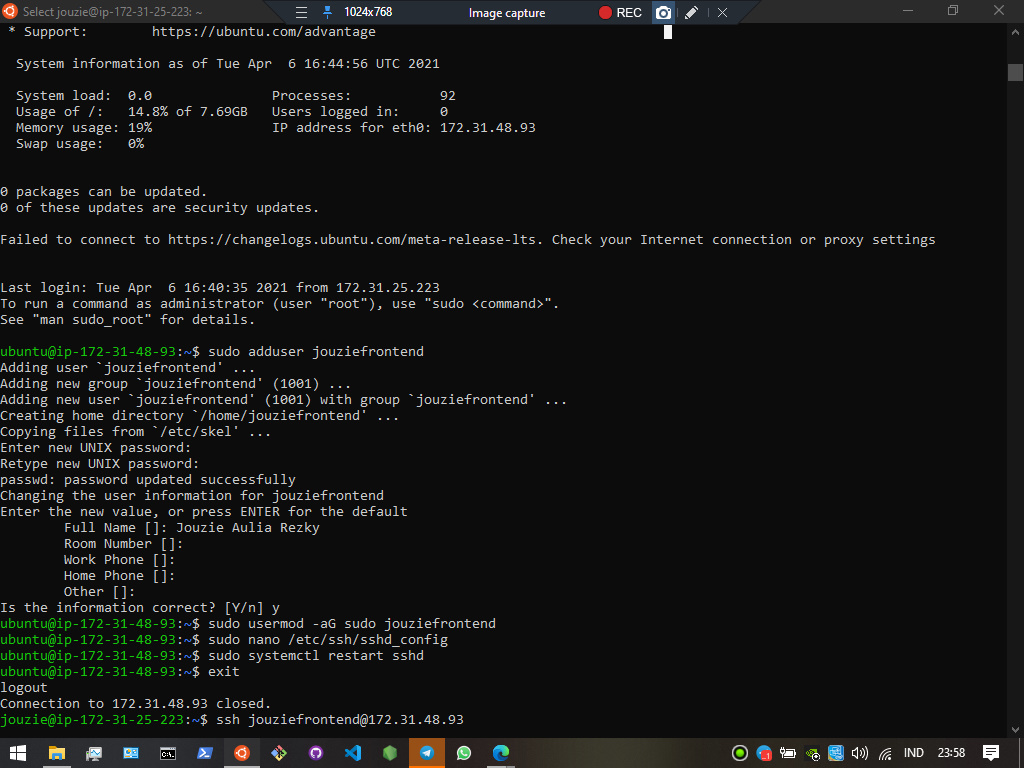 Select jouzie@ip-172-31-25-223: ~
1024x768
Image capture
REC
* Support:        https://ubuntu.com/advantage
System information as of Tue Apr  6 16:44:56 UTC 2021
System load:  0.0               Processes:           92
Usage of /:   14.8% of 7.69GB   Users logged in:     0
Memory usage: 19%               IP address for eth0: 172.31.48.93
Swap usage:   0%
0 packages can be updated.
0 of these updates are security updates.
Failed to connect to https://changelogs.ubuntu.com/meta-release-lts. Check your Internet connection or proxy settings
Last login: Tue Apr  6 16:40:35 2021 from 172.31.25.223
To run a command as administrator (user "root"), use "sudo <command>".
See "man sudo_root" for details.
ubuntu@ip-172-31-48-93:~$ sudo adduser jouziefrontend
Adding user `jouziefrontend' ...
Adding new group `jouziefrontend' (1001) ...
Adding new user `jouziefrontend' (1001) with group `jouziefrontend' ...
Creating home directory `/home/jouziefrontend' ...
Copying files from `/etc/skel' ...
Enter new UNIX password:
Retype new UNIX password:
passwd: password updated successfully
Changing the user information for jouziefrontend
Enter the new value, or press ENTER for the default
Full Name []: Jouzie Aulia Rezky
Room Number []:
Work Phone []:
Home Phone []:
Other []:
Is the information correct? [Y/n] y
ubuntu@ip-172-31-48-93:~$ sudo usermod -aG sudo jouziefrontend
ubuntu@ip-172-31-48-93:~$ sudo nano /etc/ssh/sshd_config
ubuntu@ip-172-31-48-93:~$ sudo systemctl restart sshd
ubuntu@ip-172-31-48-93:~$ exit
logout
Connection to 172.31.48.93 closed.
jouzie@ip-172-31-25-223:~$ ssh jouziefrontend@172.31.48.93
IND
23:58